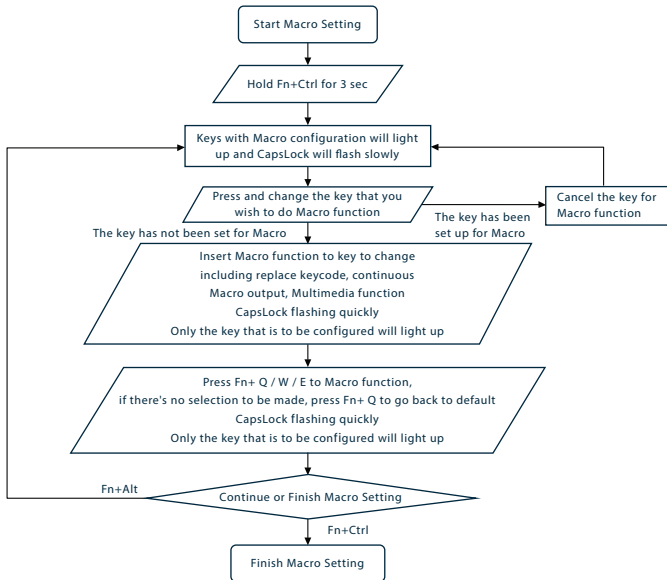 Start Macro Setting
Hold Fn+Ctrl for 3 sec
Keys with Macro configuration will light
up and CapsLock will flash slowly
Press and change the key that you
wish to do Macro function
Cancel the key for
Macro function
The key has been
set up for Macro
The key has not been set for Macro
Insert Macro function to key to change
including replace keycode, continuous
Macro output, Multimedia function
CapsLock flashing quickly
Only the key that is to be configured will light up
Press Fn+ Q / W / E to Macro function,
if there's no selection to be made, press Fn+ Q to go back to default
CapsLock flashing quickly
Only the key that is to be configured will light up
Fn+Alt
Continue or Finish Macro Setting
Fn+Ctrl
Finish Macro Setting